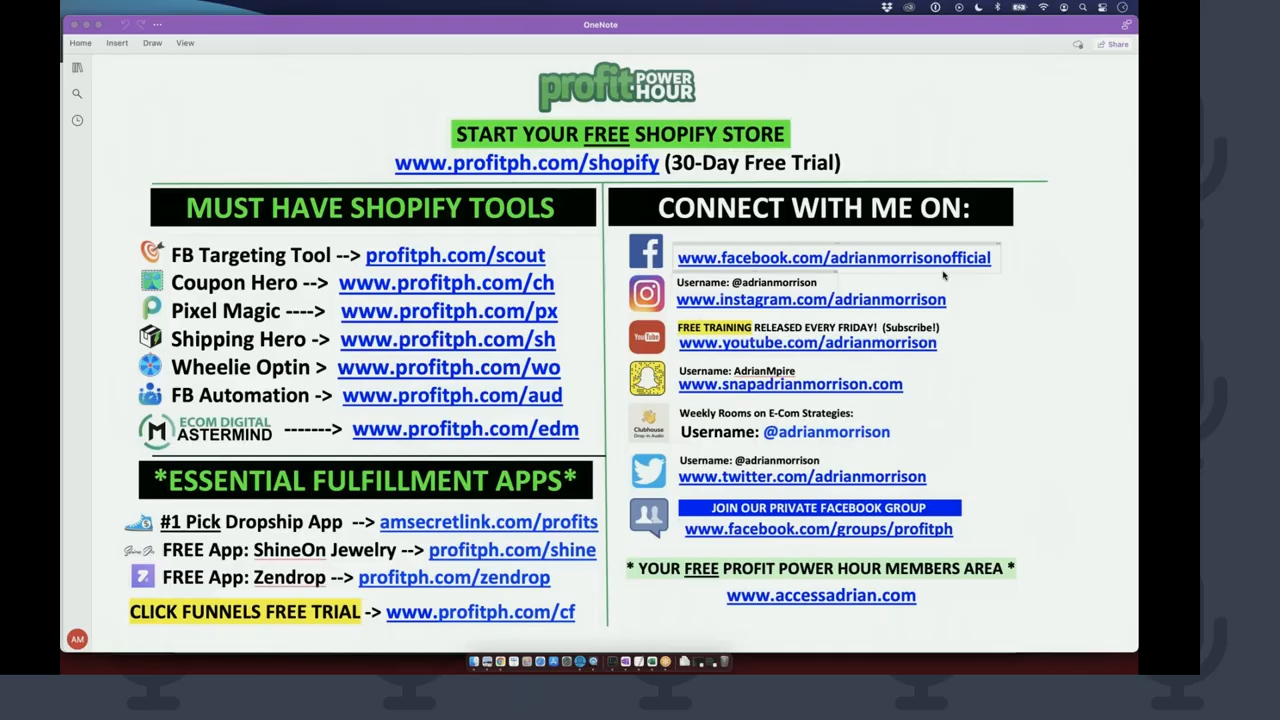 OneNote
Home Insert Draw View
Share
profit POWER HOUR
START YOUR FREE SHOPIFY STORE
www.profitph.com/shopify (30-Day Free Trial)
MUST HAVE SHOPIFY TOOLS
FB Targeting Tool --> profitph.com/scout
Coupon Hero --> www.profitph.com/ch
Pixel Magic ----> www.profitph.com/px
Shipping Hero -> www.profitph.com/sh
Wheelie Optin > www.profitph.com/wo
FB Automation -> www.profitph.com/aud
ECOM DIGITAL
MASTERMIND -------> www.profitph.com/edm
*ESSENTIAL FULFILLMENT APPS*
#1 Pick Dropship App --> amsecretlink.com/profits
ShineOn FREE App: ShineOn Jewelry --> profitph.com/shine
FREE App: Zendrop --> profitph.com/zendrop
CLICK FUNNELS FREE TRIAL -> www.profitph.com/cf
CONNECT WITH ME ON:
www.facebook.com/adrianmorrisonofficial
Username: @adrianmorrison
www.instagram.com/adrianmorrison
FREE TRAINING RELEASED EVERY FRIDAY! (Subscribe!)
YouTube www.youtube.com/adrianmorrison
Username: AdrianMpire
www.snapadrianmorrison.com
Weekly Rooms on E-Com Strategies:
Clubhouse
Drop-in Audio
Username: @adrianmorrison
Username: @adrianmorrison
www.twitter.com/adrianmorrison
JOIN OUR PRIVATE FACEBOOK GROUP
www.facebook.com/groups/profitph
* YOUR FREE PROFIT POWER HOUR MEMBERS AREA *
www.accessadrian.com
AM